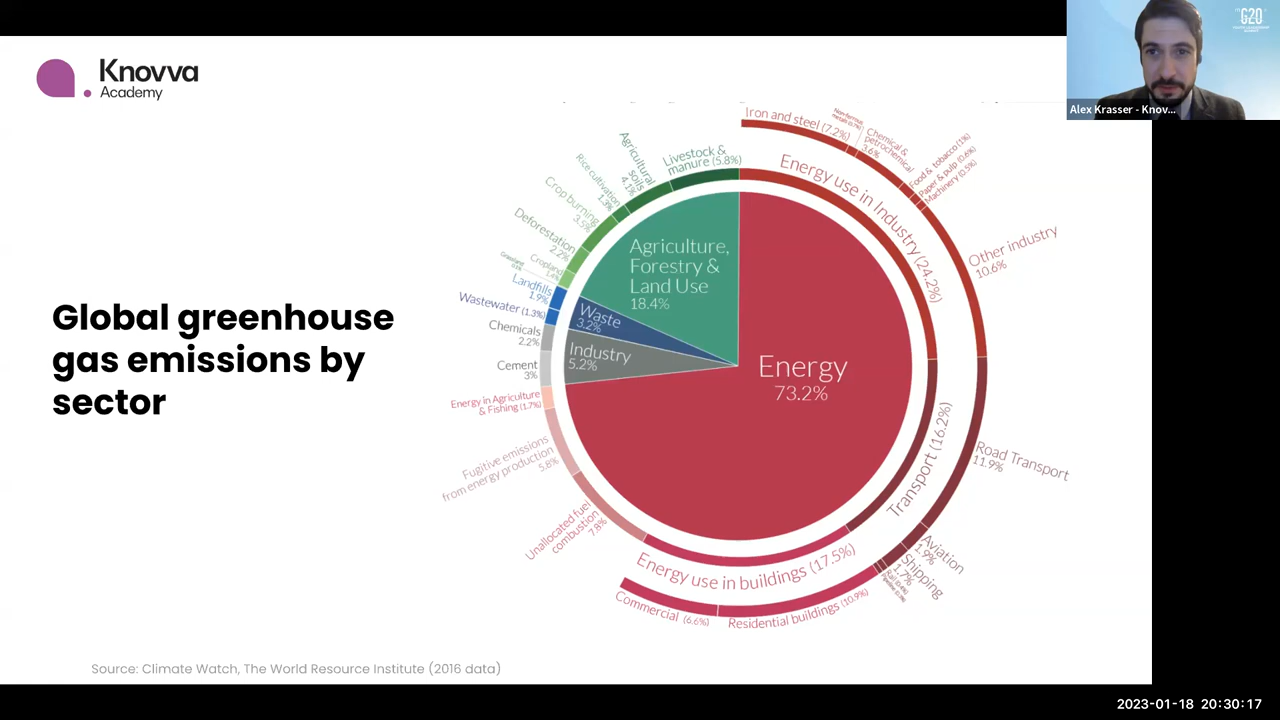 THE G20
Knovva
Academy
Alex Krasser - Knov...
Global greenhouse
gas emissions by
sector
Iron and steel (7.2%)
Chemical &
petrochemical
3.6%
Food & tobacco (1%)
Paper & pulp (0.6%)
Machinery (0.5%)
Energy use in Industry (24.2%)
Other industry
10.6%
Livestock &
manure (5.8%)
Agricultural
soils
4.1%
Rice cultivation
1.3%
Crop burning
3.5%
Deforestation
2.2%
Cropland
1.4%
Landfills
1.9%
Wastewater (1.3%)
Chemicals
2.2%
Cement
3%
Energy in Agriculture
& Fishing (1.7%)
Fugitive emissions
from energy production
5.8%
Unallocated fuel
combustion
7.8%
Agriculture,
Forestry &
Land Use
18.4%
Waste
3.2%
Industry
5.2%
Energy
73.2%
Transport (16.2%)
Road Transport
11.9%
Aviation
1.9%
Shipping
1.7%
Energy use in buildings (17.5%)
Commercial (6.6%)
Residential buildings (10.9%)
Source: Climate Watch, The World Resource Institute (2016 data)
2023-01-18 20:30:17